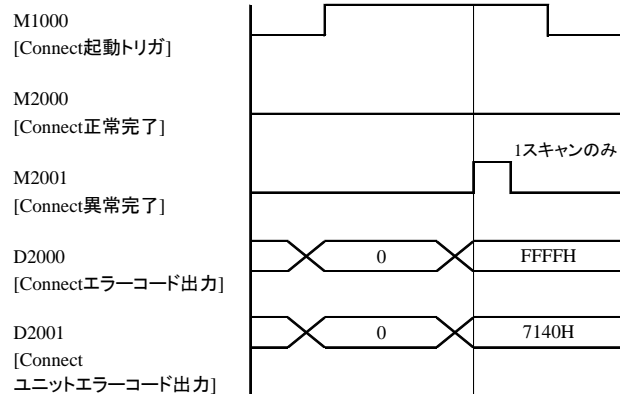 M1000
[Connect起動トリガ]
M2000
[Connect正常完了]
1スキャンのみ
M2001
[Connect異常完了]
D2000
0
FFFFH
[Connectエラーコード出力]
D2001
0
7140H
[Connect
ユニットエラーコード出力]